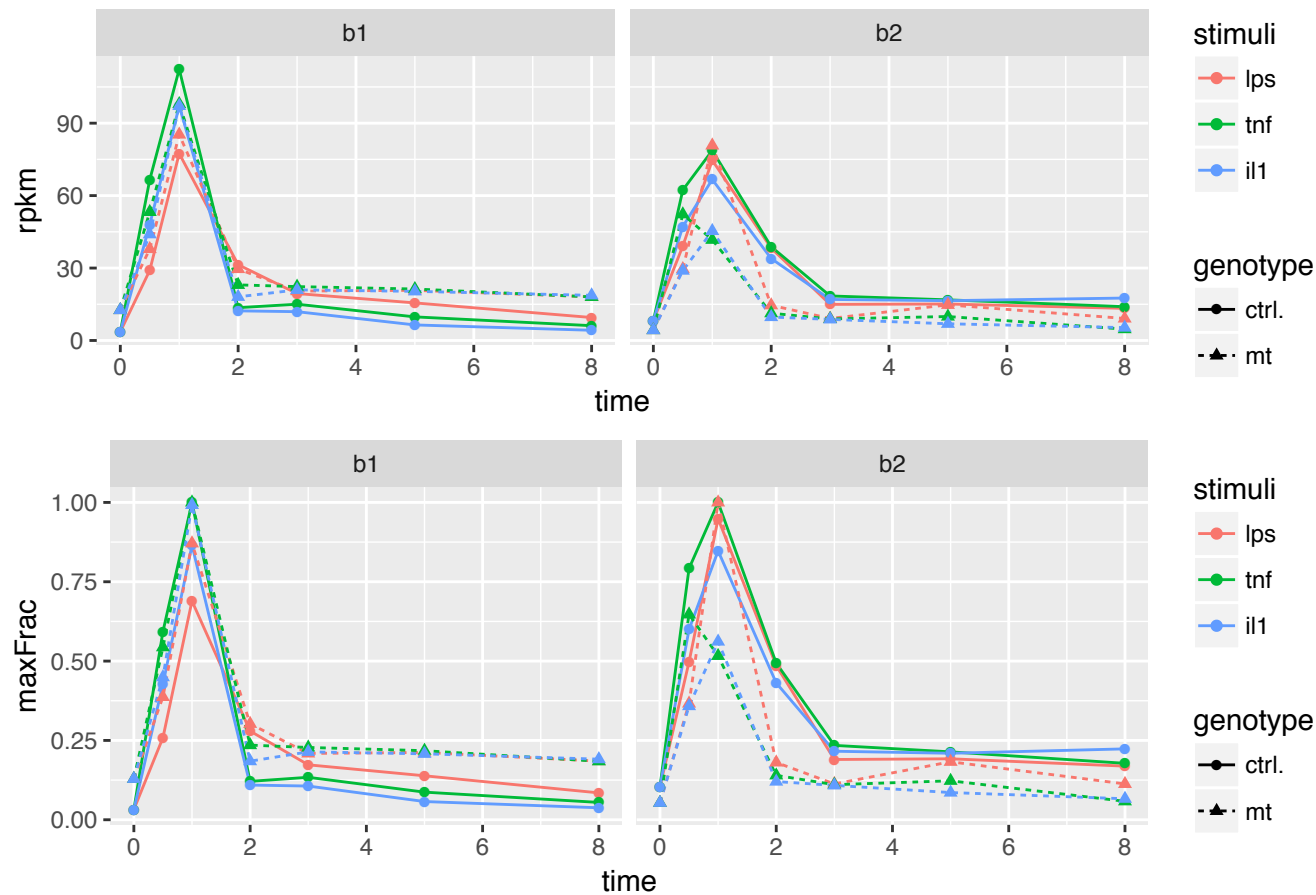 b1
b2
rpkm
90
60
30
0
0 2 4 6 8
0 2 4 6 8
time
stimuli
lps
tnf
il1
genotype
ctrl.
mt
b1
b2
maxFrac
1.00
0.75
0.50
0.25
0.00
0 2 4 6 8
0 2 4 6 8
time
stimuli
lps
tnf
il1
genotype
ctrl.
mt